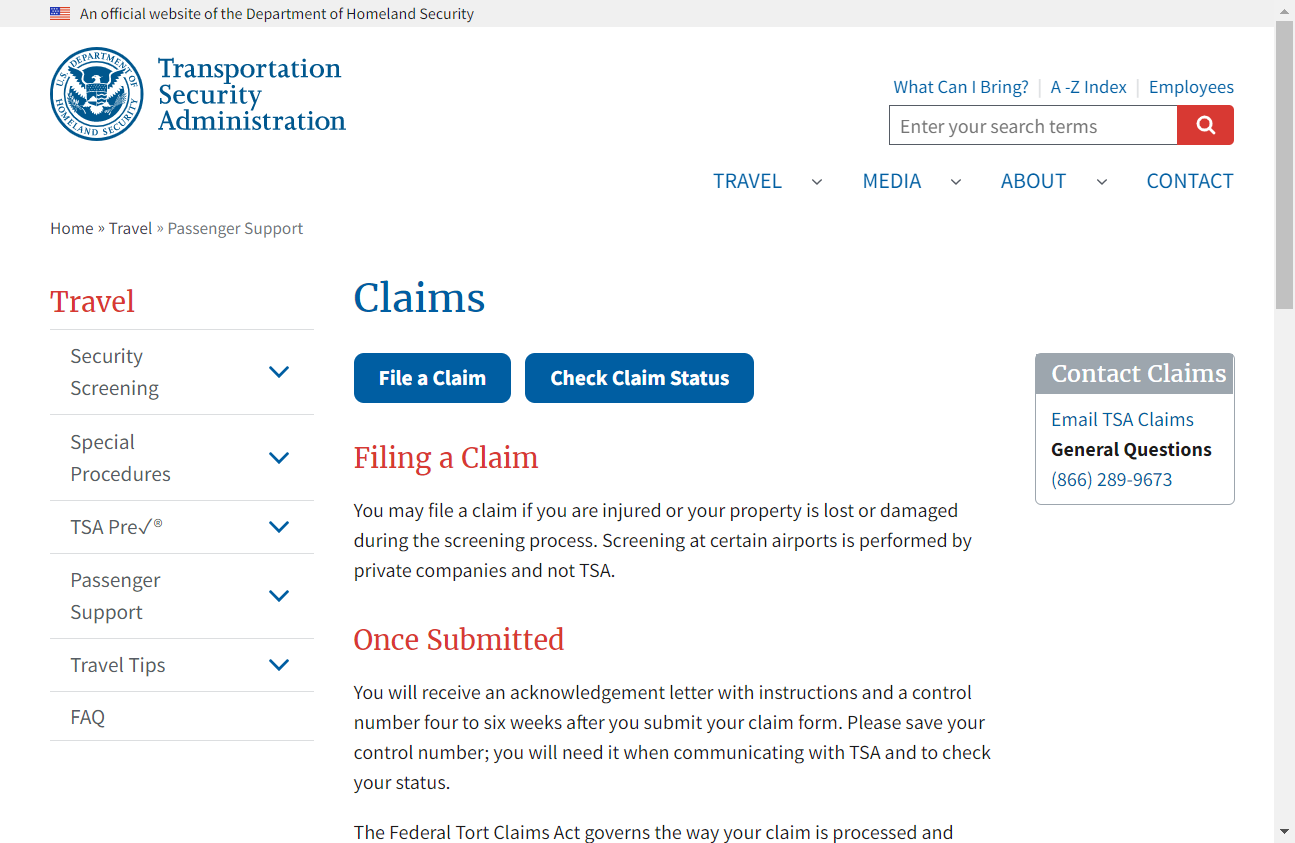 An official website of the Department of Homeland Security
U.S. DEPARTMENT OF HOMELAND SECURITY
Transportation
Security
Administration
What Can I Bring?
A -Z Index
Employees
Enter your search terms
TRAVEL
MEDIA
ABOUT
CONTACT
Home » Travel » Passenger Support
Travel
Security
Screening
Special
Procedures
TSA Pre✓®
Passenger
Support
Travel Tips
FAQ
Claims
File a Claim
Check Claim Status
Filing a Claim
You may file a claim if you are injured or your property is lost or damaged
during the screening process. Screening at certain airports is performed by
private companies and not TSA.
Once Submitted
You will receive an acknowledgement letter with instructions and a control
number four to six weeks after you submit your claim form. Please save your
control number; you will need it when communicating with TSA and to check
your status.
The Federal Tort Claims Act governs the way your claim is processed and
Contact Claims
Email TSA Claims
General Questions
(866) 289-9673